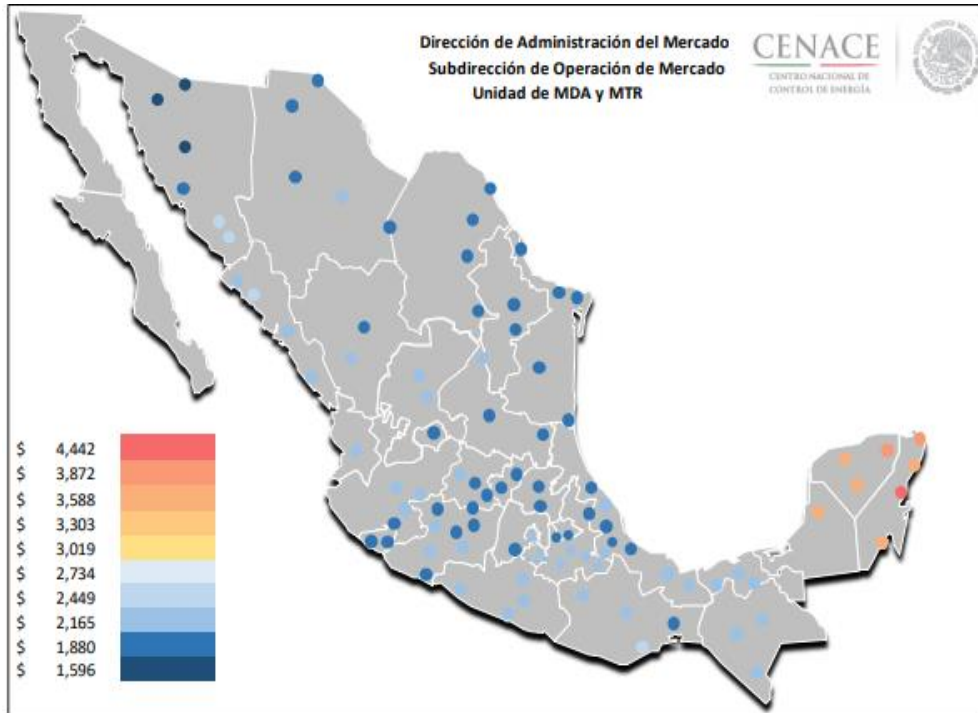 Dirección de Administración del Mercado
Subdirección de Operación de Mercado
Unidad de MDA y MTR
CENACE
CENTRO NACIONAL DE
CONTROL DE ENERGÍA
$ 4,442
$ 3,872
$ 3,588
$ 3,303
$ 3,019
$ 2,734
$ 2,449
$ 2,165
$ 1,880
$ 1,596